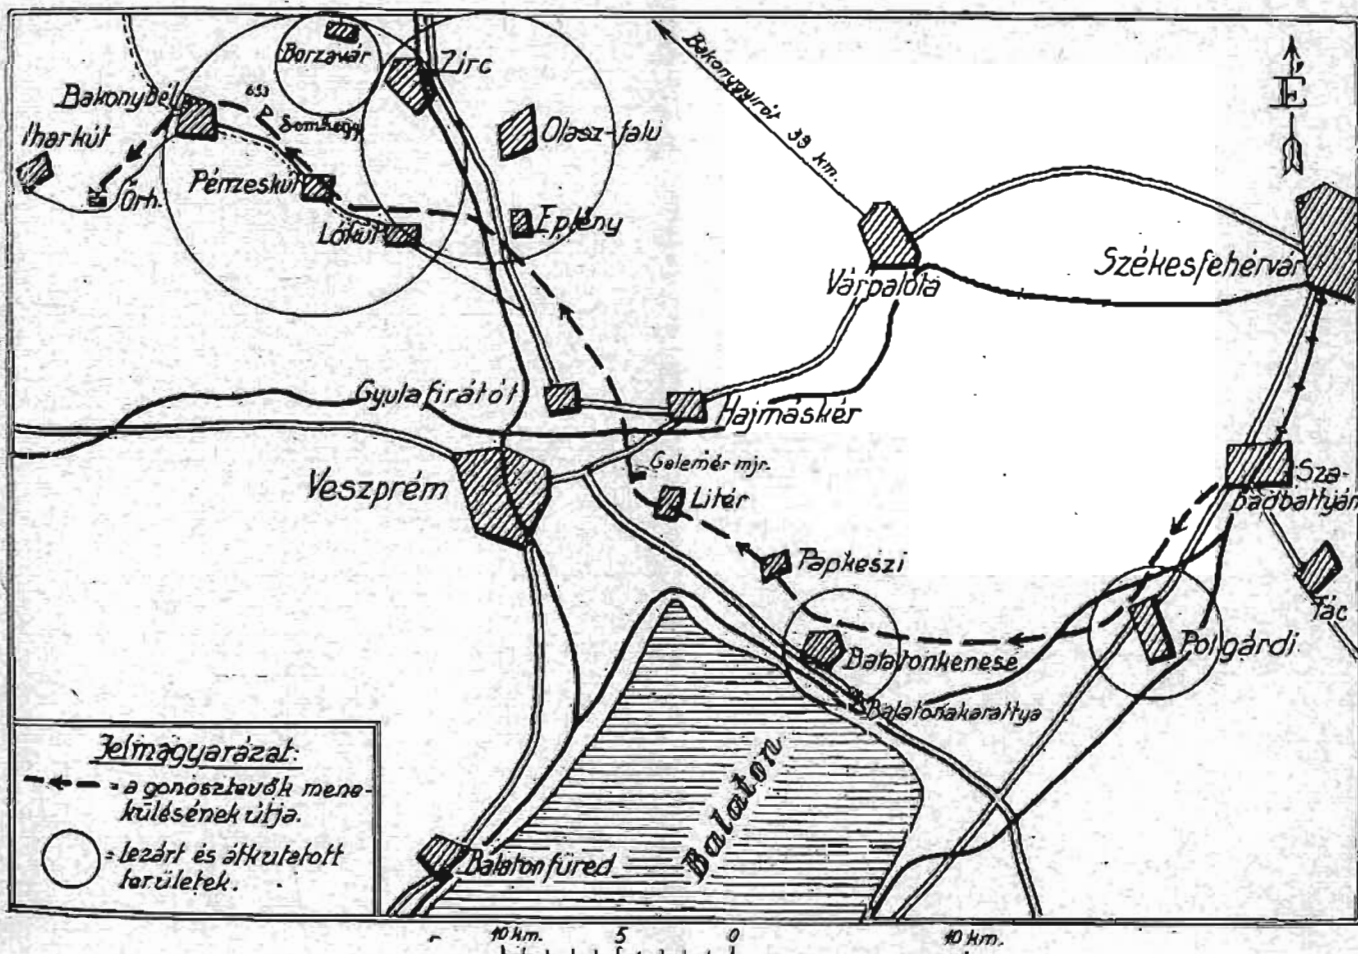 Borzavár
Zirc
Bakonygyirót 39 km.
É
Bakonybél
653
Somhegy
Olasz-falu
Iharkút
Őrh.
Pénzeskút
Lókút
Eplény
Várpalota
Székesfehérvár
Gyulafirátót
Hajmáskér
Veszprém
Gelemér mjr.
Litér
Sza-
badbattyán
Papkeszi
Tác
Balatonkenese
Polgárdi
Balatonakarattya
Balaton
Balatonfüred
Jelmagyarázat:
= a gonosztevők mene-
külésének útja.
= lezárt és átkutatott
területek.
10 km. 5 0 10 km.